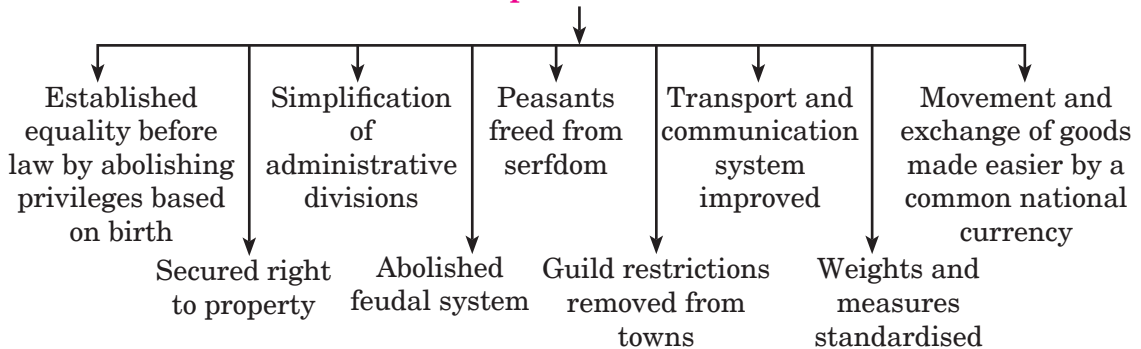 Established
equality before
law by abolishing
privileges based
on birth
Secured right
to property
Simplification
of
administrative
divisions
Abolished
feudal system
Peasants
freed from
serfdom
Guild restrictions
removed from
towns
Transport and
communication
system
improved
Weights and
measures
standardised
Movement and
exchange of goods
made easier by a
common national
currency